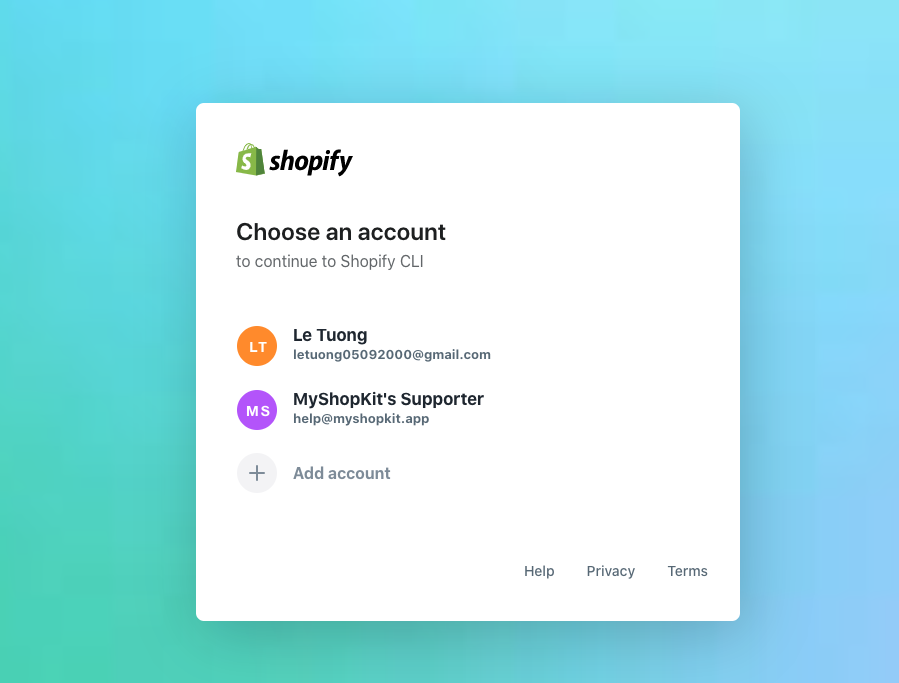 shopify
Choose an account
to continue to Shopify CLI
LT
Le Tuong
letuong05092000@gmail.com
MS
MyShopKit's Supporter
help@myshopkit.app
Add account
Help Privacy Terms